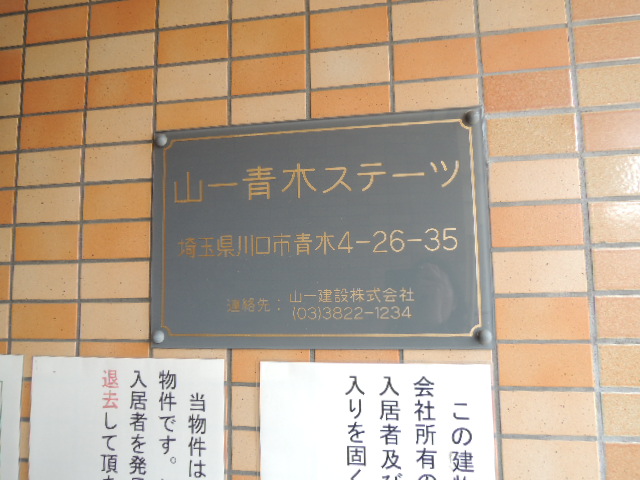 山一青木ステーツ
埼玉県川口市青木4-26-35
連絡先： 山一建設株式会社
(03)3822-1234
この建物
会社所有の
入居者及び
入りを固く
当物件は
物件です。
入居者を発見
退去して頂